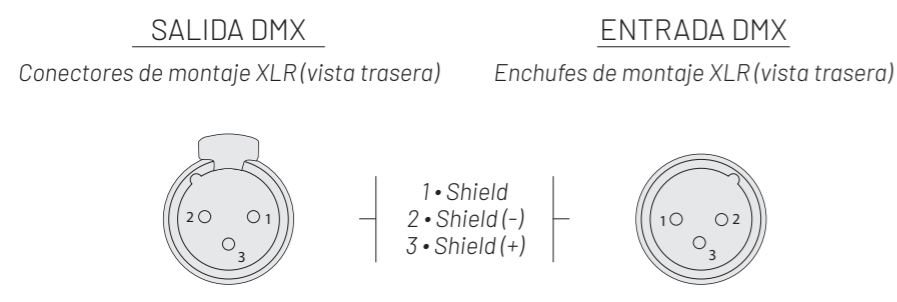 SALIDA DMX
Conectores de montaje XLR (vista trasera)
ENTRADA DMX
Enchufes de montaje XLR (vista trasera)
2 1
3
1 • Shield
2 • Shield (-)
3 • Shield (+)
1 2
3